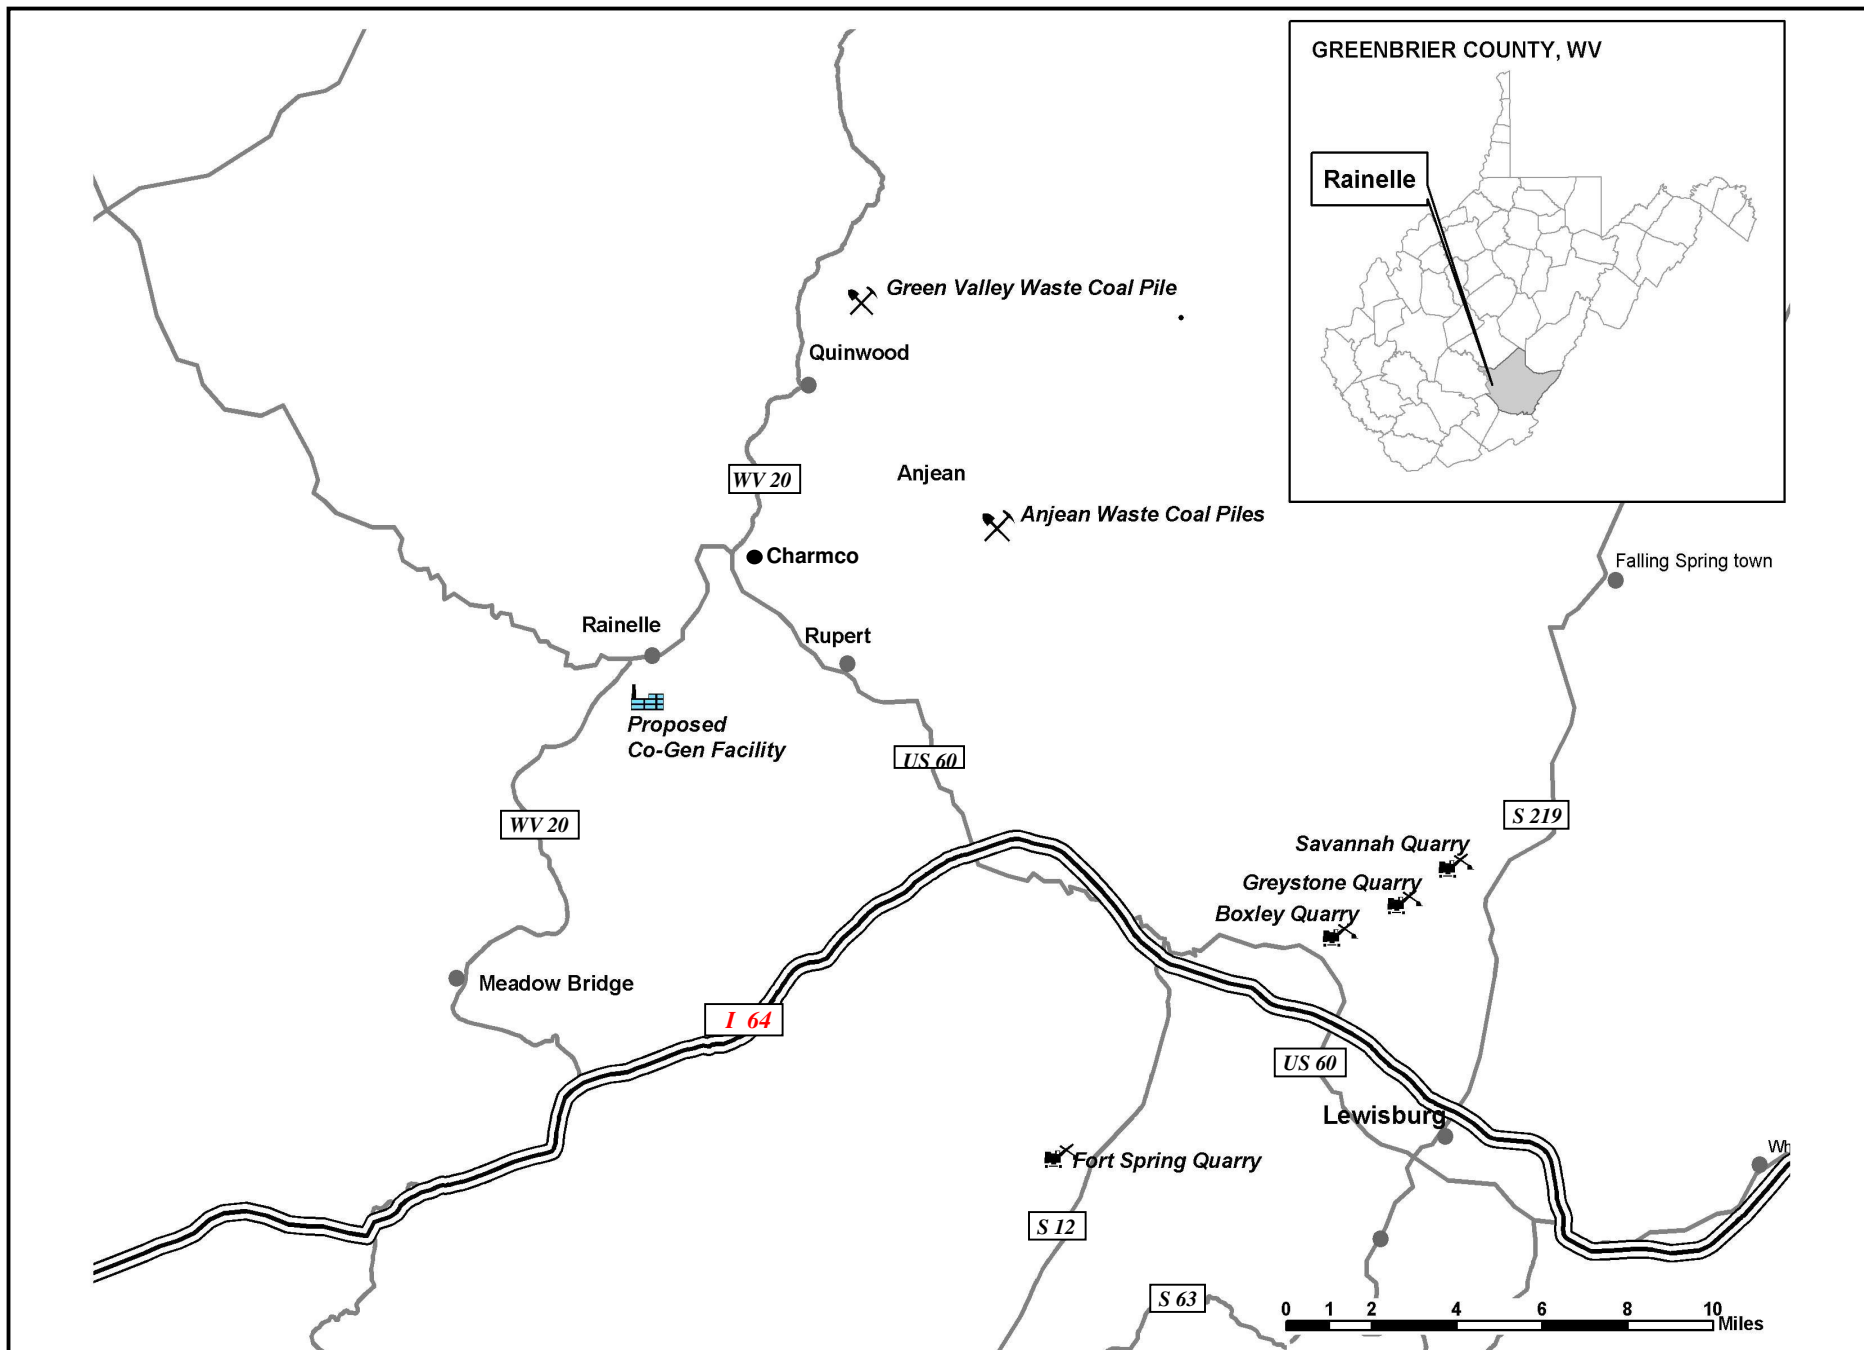 GREENBRIER COUNTY, WV
Rainelle
Green Valley Waste Coal Pile
Quinwood
WV 20
Anjean
Anjean Waste Coal Piles
Charmco
Falling Spring town
Rainelle
Rupert
Proposed
Co-Gen Facility
US 60
WV 20
S 219
Savannah Quarry
Greystone Quarry
Boxley Quarry
Meadow Bridge
I 64
US 60
Lewisburg
Wh
Fort Spring Quarry
S 12
S 63
0 1 2 4 6 8 10
Miles